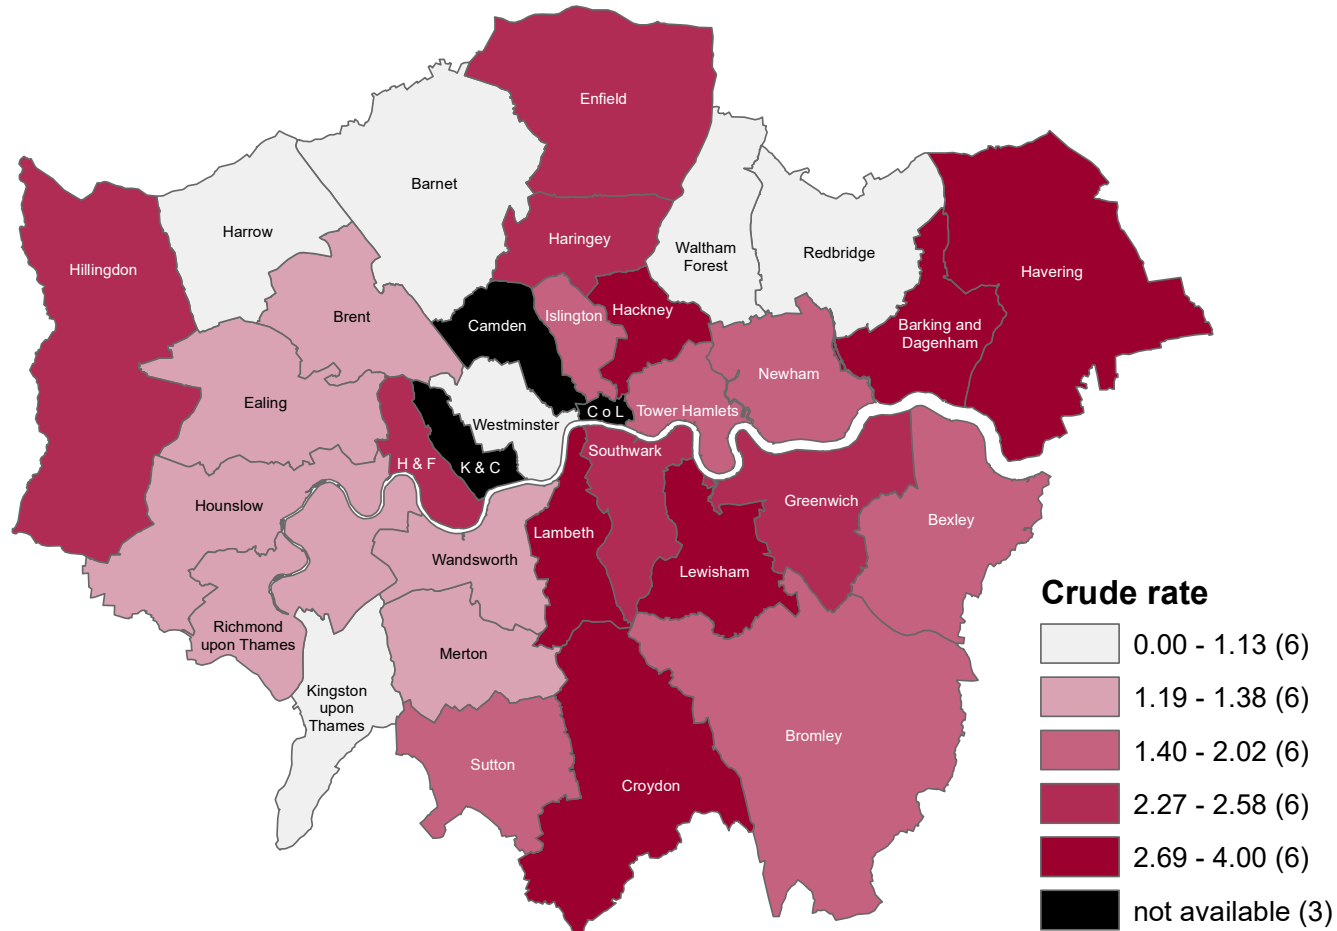 Enfield
Barnet
Harrow
Haringey
Waltham
Forest
Redbridge
Hillingdon
Havering
Brent
Camden
Islington
Hackney
Barking and
Dagenham
Newham
Ealing
Westminster
C o L
Tower Hamlets
H & F
K & C
Southwark
Hounslow
Greenwich
Bexley
Lambeth
Wandsworth
Lewisham
Richmond
upon Thames
Merton
Kingston
upon
Thames
Bromley
Sutton
Croydon
Crude rate
0.00 - 1.13 (6)
1.19 - 1.38 (6)
1.40 - 2.02 (6)
2.27 - 2.58 (6)
2.69 - 4.00 (6)
not available (3)